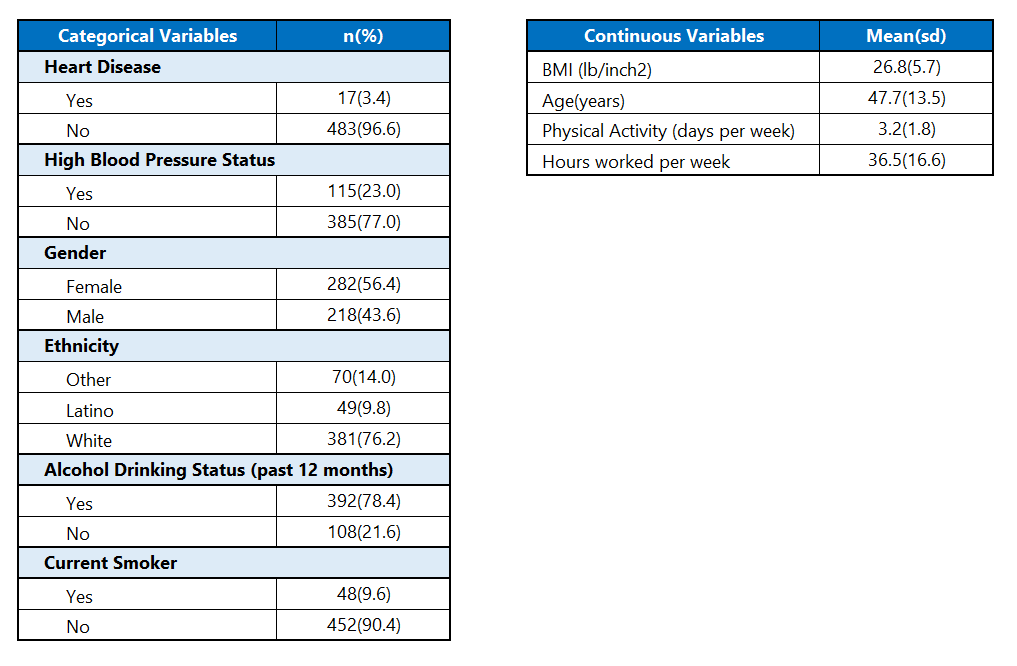 Categorical Variables n(%)
Heart Disease
Yes 17(3.4)
No 483(96.6)
High Blood Pressure Status
Yes 115(23.0)
No 385(77.0)
Gender
Female 282(56.4)
Male 218(43.6)
Ethnicity
Other 70(14.0)
Latino 49(9.8)
White 381(76.2)
Alcohol Drinking Status (past 12 months)
Yes 392(78.4)
No 108(21.6)
Current Smoker
Yes 48(9.6)
No 452(90.4)
Continuous Variables Mean(sd)
BMI (lb/inch2) 26.8(5.7)
Age(years) 47.7(13.5)
Physical Activity (days per week) 3.2(1.8)
Hours worked per week 36.5(16.6)